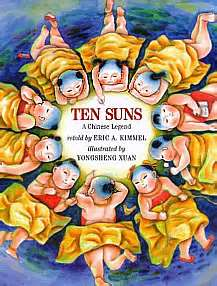 TEN SUNS
A Chinese Legend
retold by ERIC A. KIMMEL
illustrated by
YONGSHENG XUAN